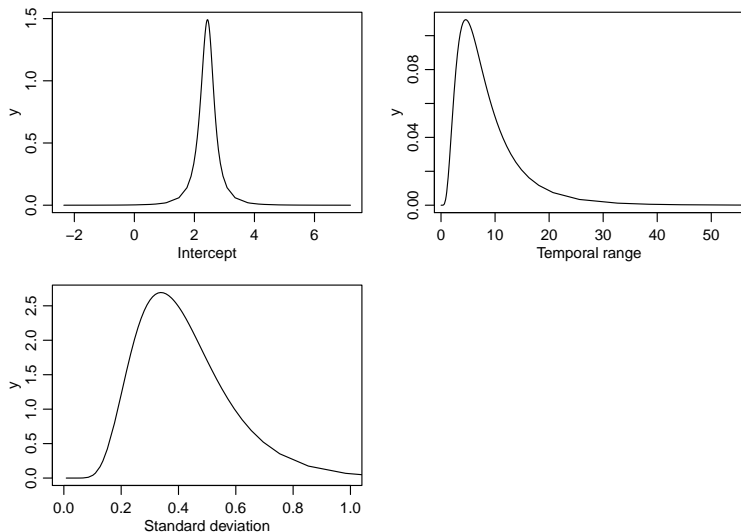 y
0.0 0.5 1.0 1.5
−2 0 2 4 6
Intercept
y
0.00 0.04 0.08
0 10 20 30 40 50
Temporal range
y
0.0 0.5 1.0 1.5 2.0 2.5
0.0 0.2 0.4 0.6 0.8 1.0
Standard deviation